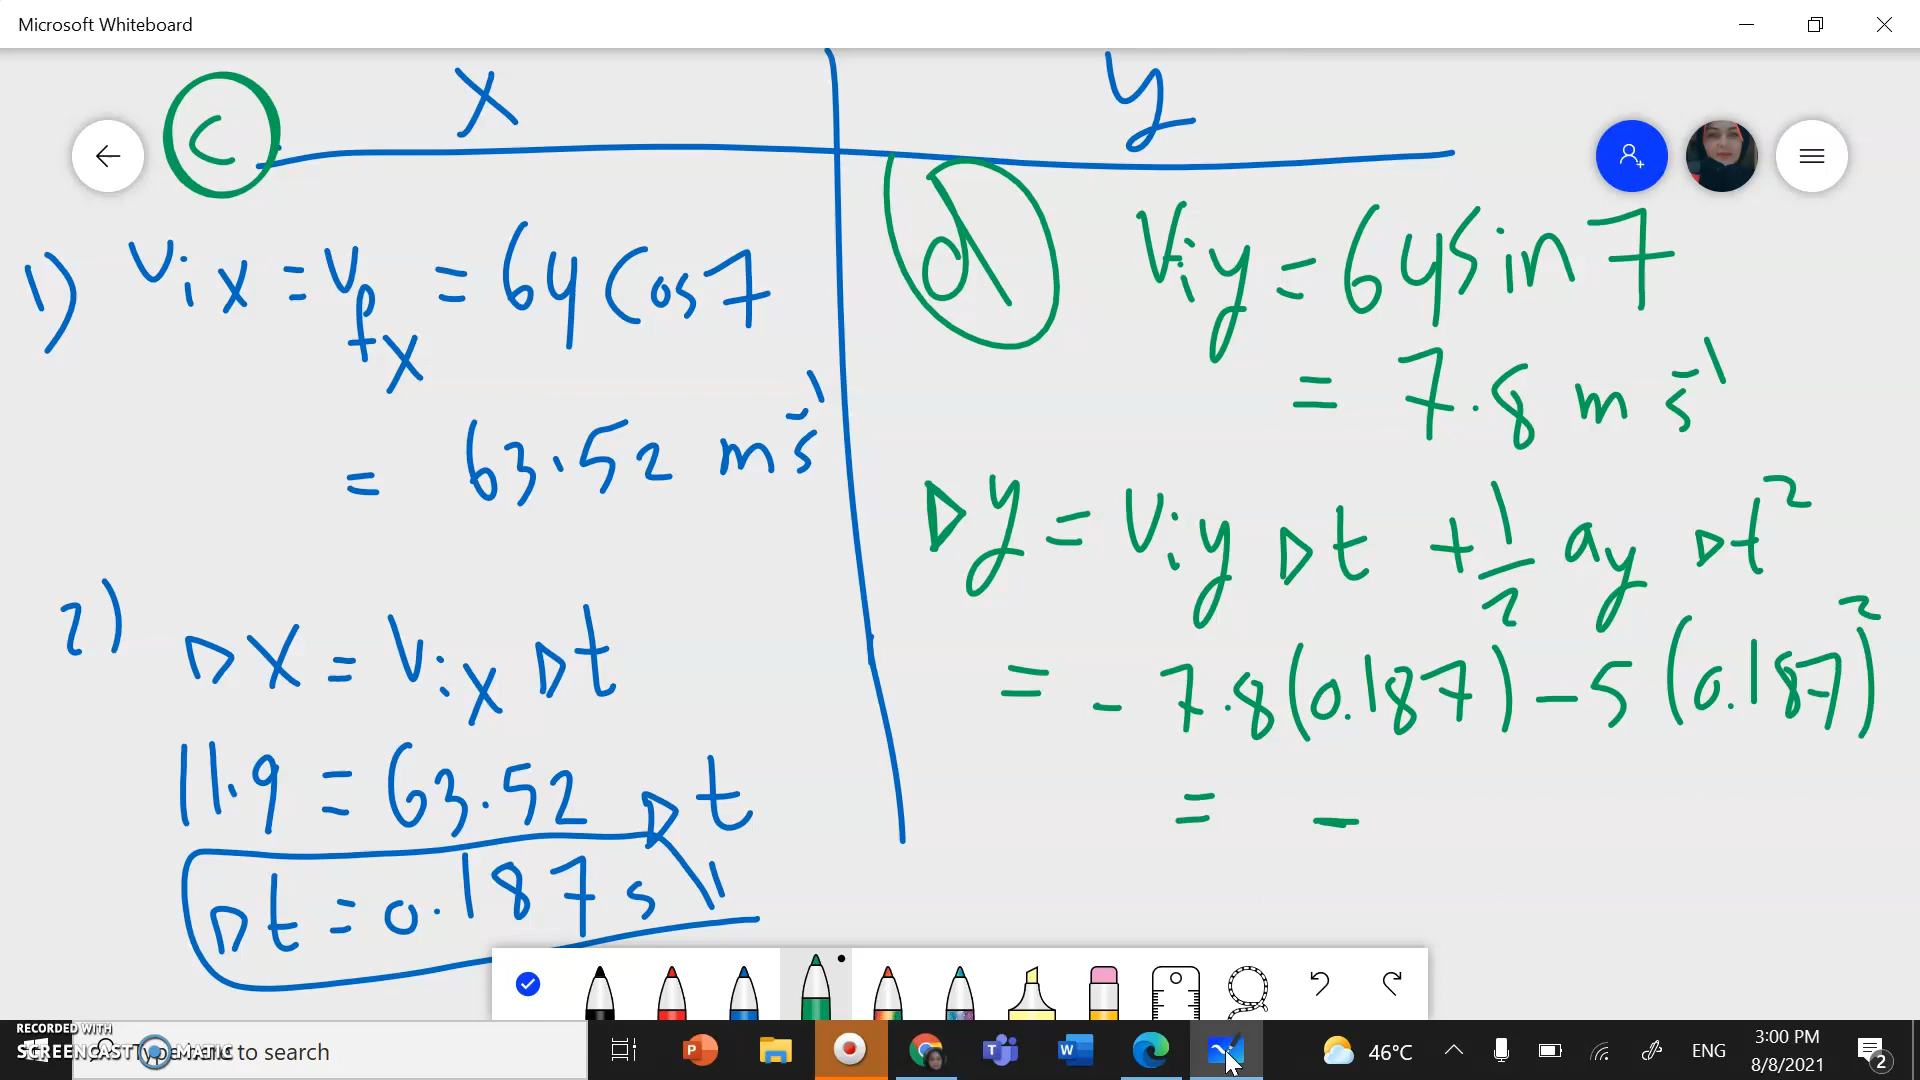 Microsoft Whiteboard
c
x
y
1) Vix = Vfx = 64 Cos 7
= 63.52 m s⁻¹
2)
Δx = Vix Δt
11.9 = 63.52 Δt
Δt = 0.187 s
d
Viy = 64 Sin 7
= 7.8 m s⁻¹
Δy = Viy Δt + 1/2 ay Δt²
= - 7.8 (0.187) - 5 (0.187)²
= -
RECORDED WITH
SCREENCAST MATIC
to search
46°C
ENG
3:00 PM
8/8/2021
2